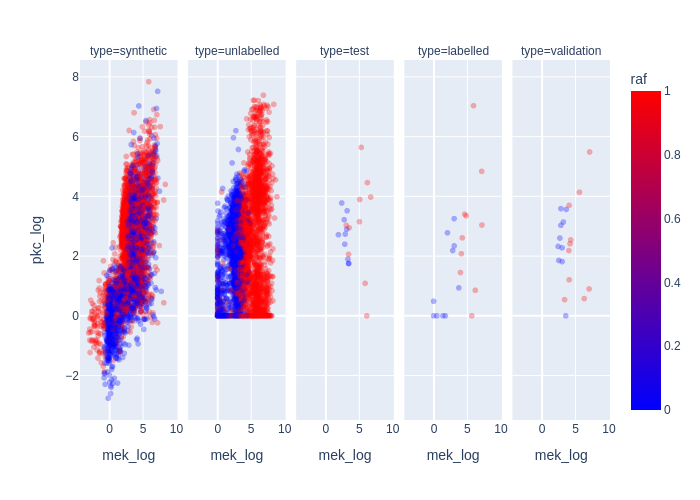 type=synthetic type=unlabelled type=test type=labelled type=validation
raf
8
6
4
2
0
−2
pkc_log
0 5 10 0 5 10 0 5 10 0 5 10 0 5 10
mek_log mek_log mek_log mek_log mek_log
1
0.8
0.6
0.4
0.2
0